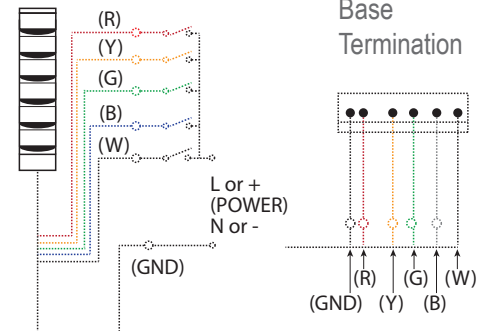 (R)
(Y)
(G)
(B)
(W)
L or +
(POWER)
N or -
(GND)
Base
Termination
(R)
(G)
(W)
(GND)
(Y)
(B)